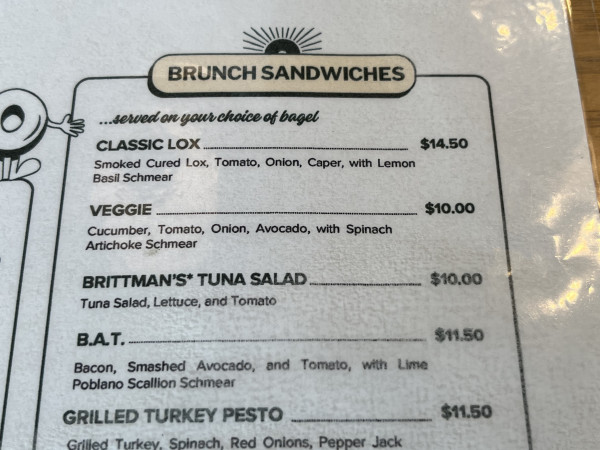 BRUNCH SANDWICHES
...served on your choice of bagel
CLASSIC LOX $14.50
Smoked Cured Lox, Tomato, Onion, Caper, with Lemon
Basil Schmear
VEGGIE $10.00
Cucumber, Tomato, Onion, Avocado, with Spinach
Artichoke Schmear
BRITTMAN'S* TUNA SALAD $10.00
Tuna Salad, Lettuce, and Tomato
B.A.T. $11.50
Bacon, Smashed Avocado, and Tomato, with Lime
Poblano Scallion Schmear
GRILLED TURKEY PESTO $11.50
Grilled Turkey, Spinach, Red Onions, Pepper Jack